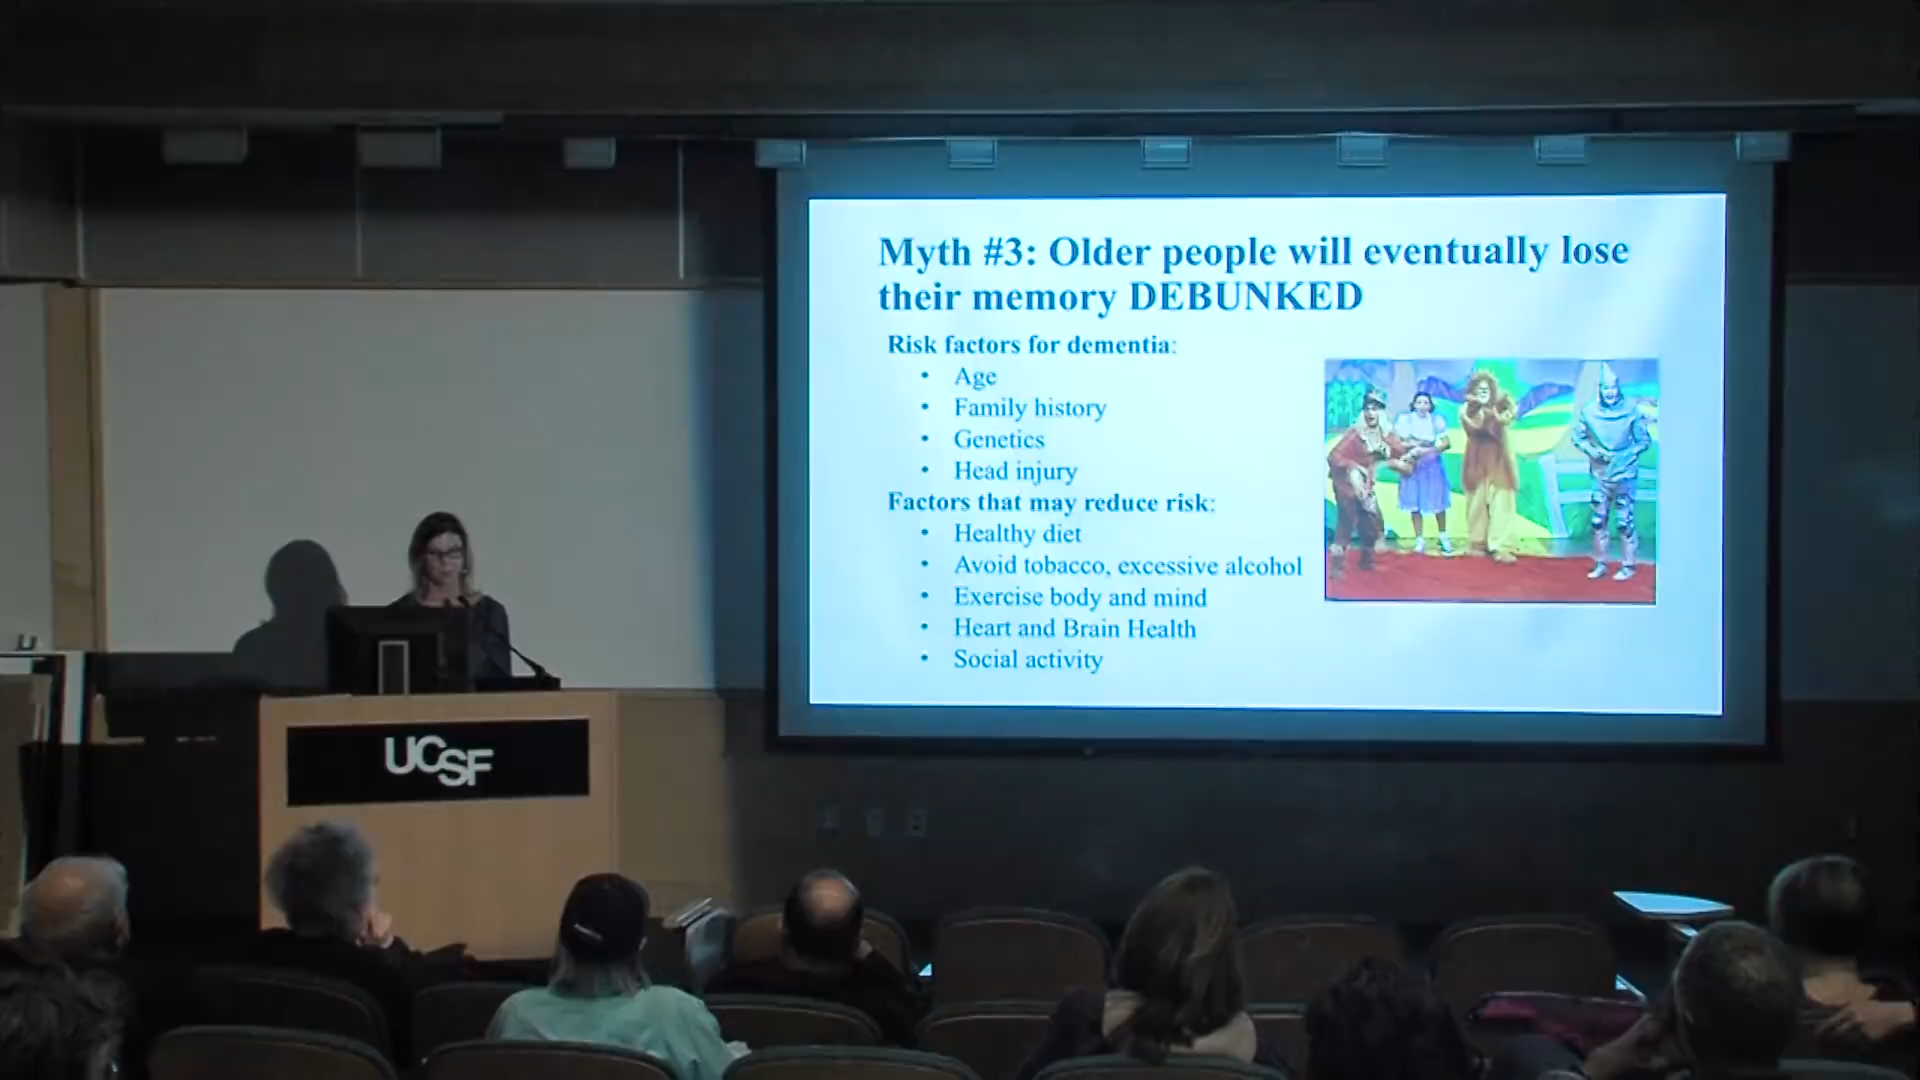 Myth #3: Older people will eventually lose
their memory DEBUNKED
Risk factors for dementia:
• Age
• Family history
• Genetics
• Head injury
Factors that may reduce risk:
• Healthy diet
• Avoid tobacco, excessive alcohol
• Exercise body and mind
• Heart and Brain Health
• Social activity
UCSF